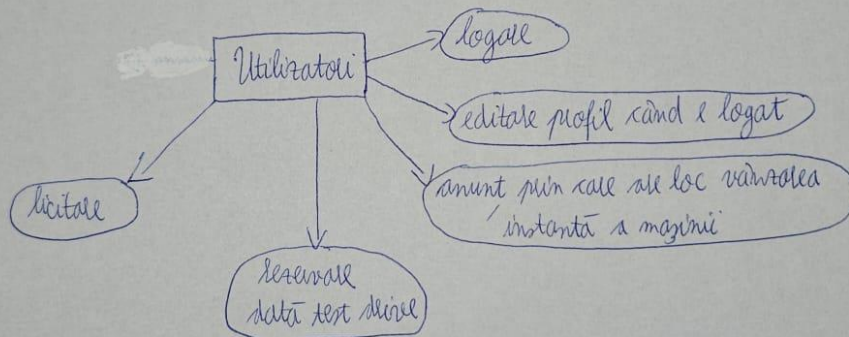 logare
Utilizatori
editare profil când e logat
anunț prin care are loc vânzarea
instantă a mașinii
licitare
rezervare
dată test drive